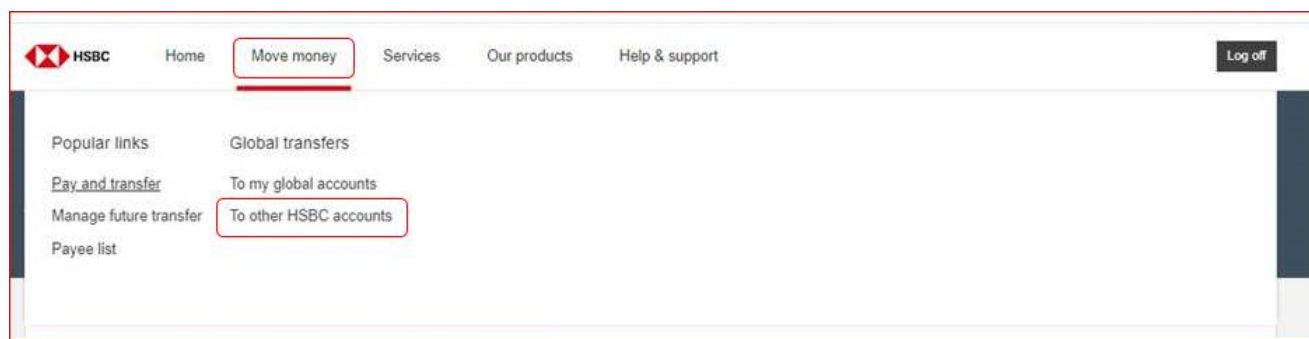 HSBC Home Move money Services Our products Help & support Log off
Popular links
Pay and transfer
Manage future transfer
Payee list
Global transfers
To my global accounts
To other HSBC accounts